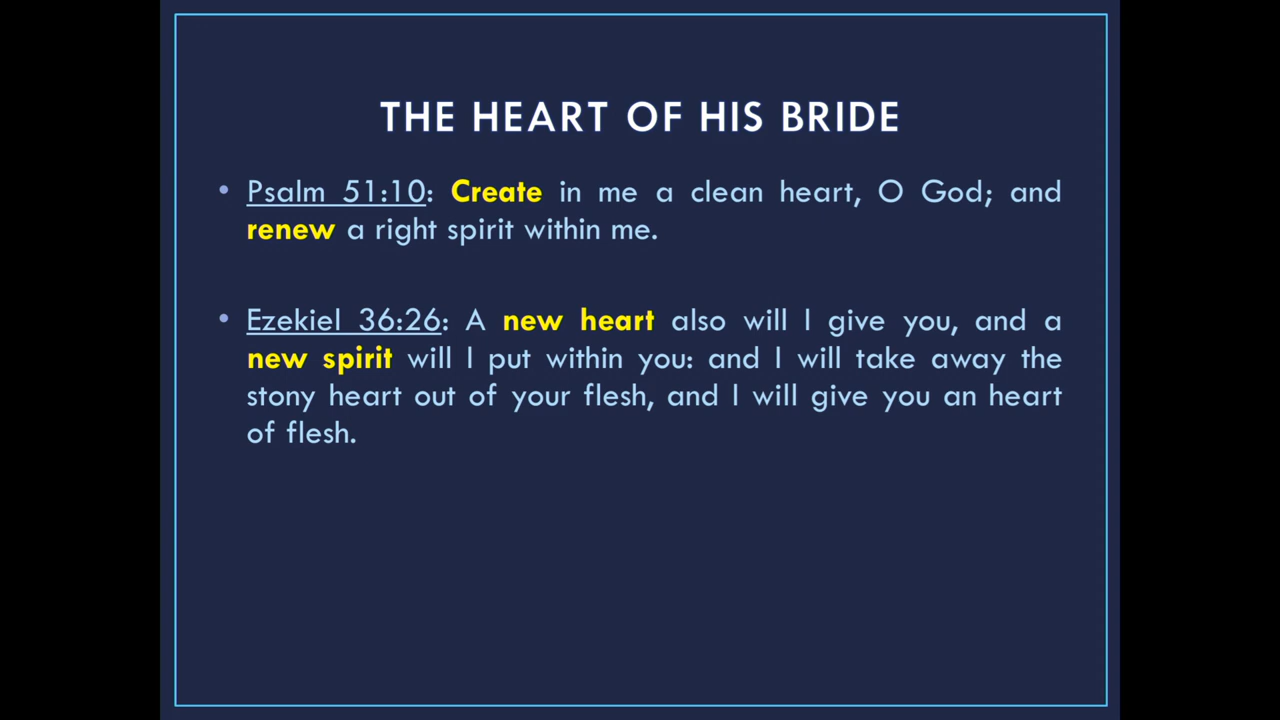 THE HEART OF HIS BRIDE
• Psalm 51:10: Create in me a clean heart, O God; and
renew a right spirit within me.
• Ezekiel 36:26: A new heart also will I give you, and a
new spirit will I put within you: and I will take away the
stony heart out of your flesh, and I will give you an heart
of flesh.